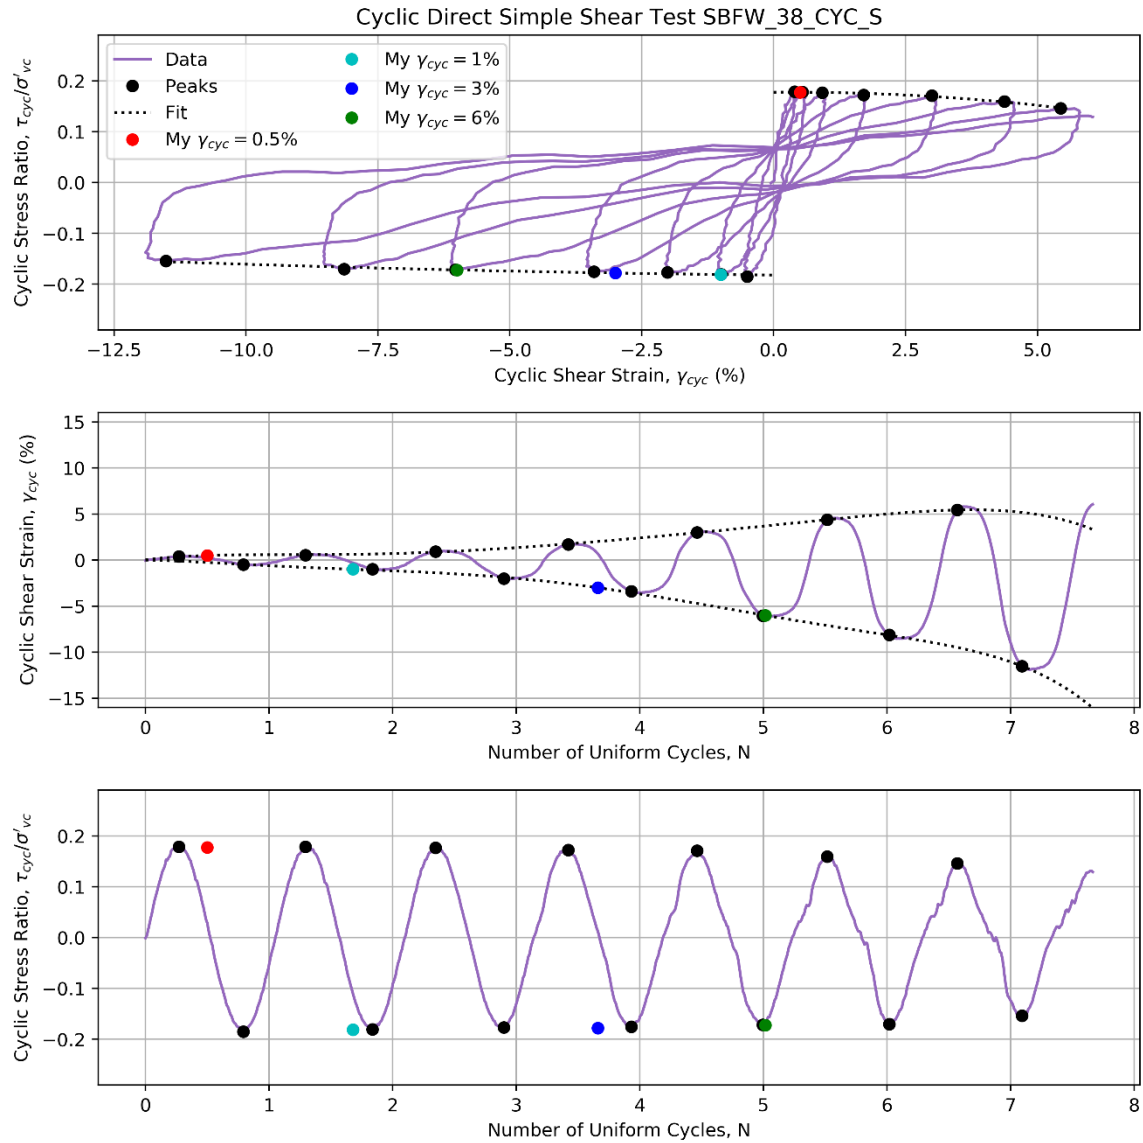 Cyclic Direct Simple Shear Test SBFW_38_CYC_S
Data
Peaks
Fit
My γcyc = 0.5%
My γcyc = 1%
My γcyc = 3%
My γcyc = 6%
Cyclic Stress Ratio, τcyc/σ′vc
0.2
0.1
0.0
−0.1
−0.2
−12.5 −10.0 −7.5 −5.0 −2.5 0.0 2.5 5.0
Cyclic Shear Strain, γcyc (%)
Cyclic Shear Strain, γcyc (%)
15
10
5
0
−5
−10
−15
0 1 2 3 4 5 6 7 8
Number of Uniform Cycles, N
Cyclic Stress Ratio, τcyc/σ′vc
0.2
0.1
0.0
−0.1
−0.2
0 1 2 3 4 5 6 7 8
Number of Uniform Cycles, N